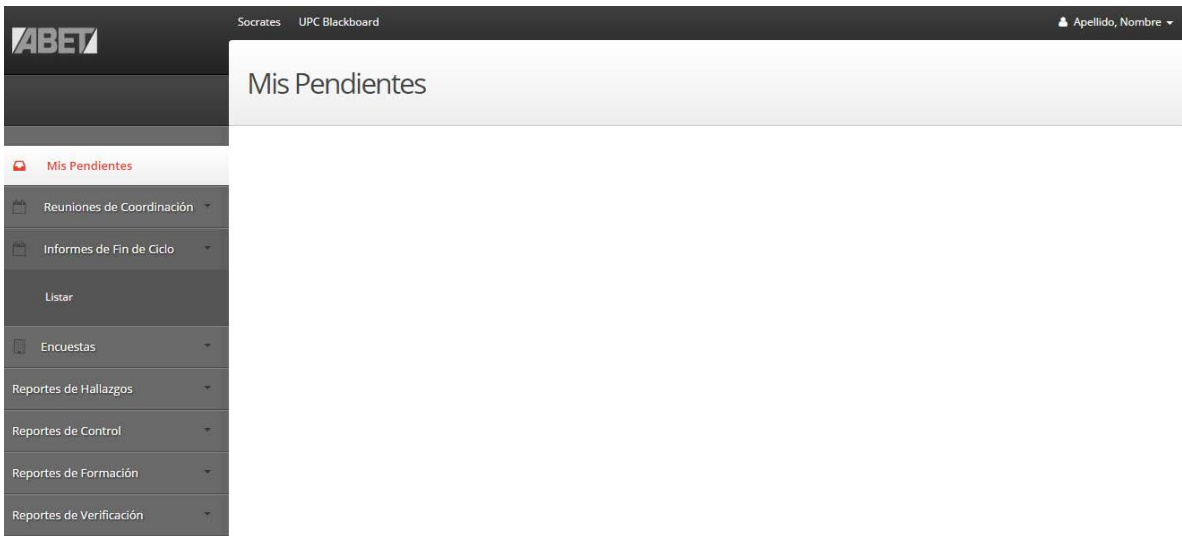 ABET
Socrates UPC Blackboard Apellido, Nombre
Mis Pendientes
Mis Pendientes
Reuniones de Coordinación
Informes de Fin de Ciclo
Listar
Encuestas
Reportes de Hallazgos
Reportes de Control
Reportes de Formación
Reportes de Verificación